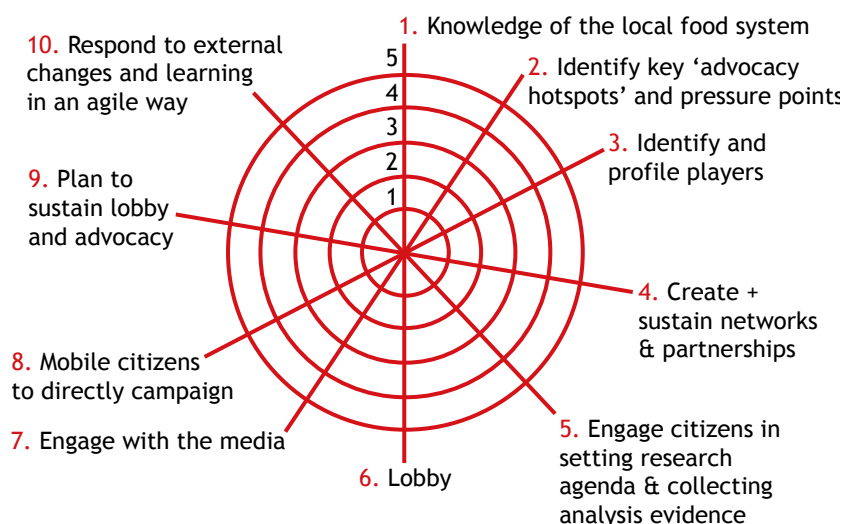 1. Knowledge of the local food system
2. Identify key ‘advocacy
hotspots’ and pressure points
3. Identify and
profile players
4. Create +
sustain networks
& partnerships
5. Engage citizens in
setting research
agenda & collecting
analysis evidence
6. Lobby
7. Engage with the media
8. Mobile citizens
to directly campaign
9. Plan to
sustain lobby
and advocacy
10. Respond to external
changes and learning
in an agile way
5
4
3
2
1